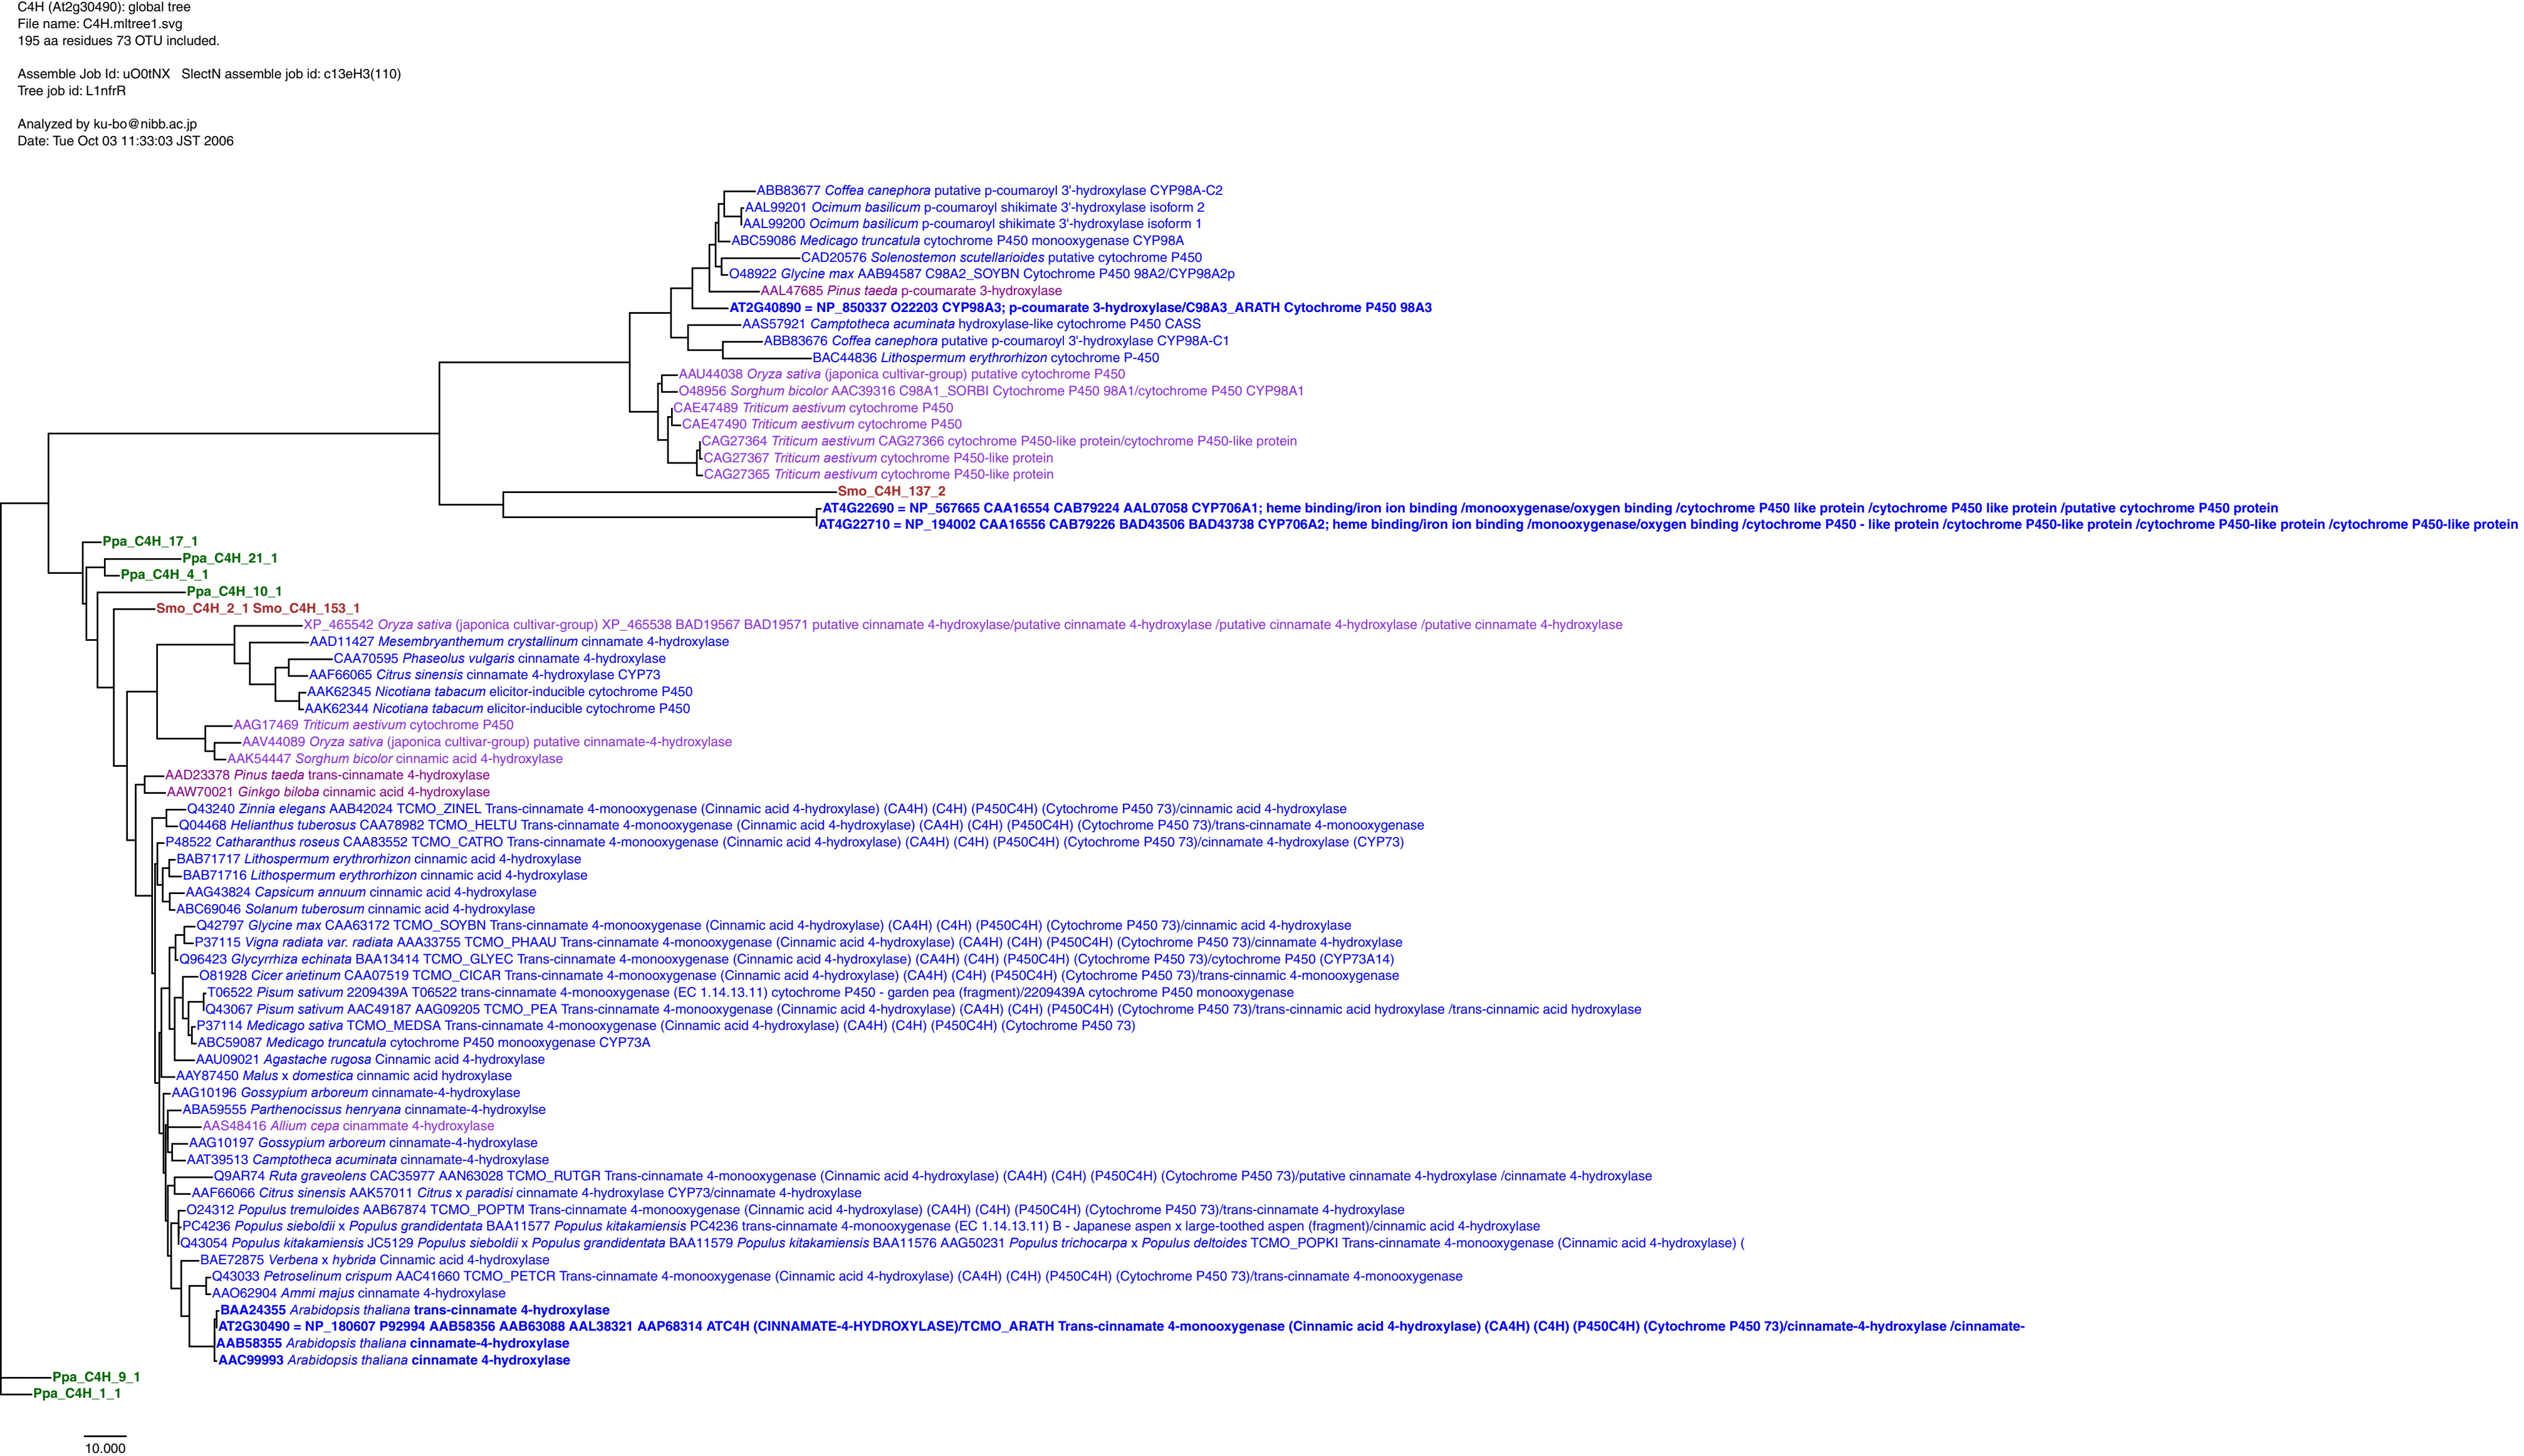 C4H (At2g30490): global tree
File name: C4H.mltree1.svg
195 aa residues 73 OTU included.
Assemble Job Id: uO0tNX   SlectN assemble job id: c13eH3(110)
Tree job id: L1nfrR
Analyzed by ku-bo@nibb.ac.jp
Date: Tue Oct 03 11:33:03 JST 2006
ABB83677 Coffea canephora putative p-coumaroyl 3'-hydroxylase CYP98A-C2
AAL99201 Ocimum basilicum p-coumaroyl shikimate 3'-hydroxylase isoform 2
AAL99200 Ocimum basilicum p-coumaroyl shikimate 3'-hydroxylase isoform 1
ABC59086 Medicago truncatula cytochrome P450 monooxygenase CYP98A
CAD20576 Solenostemon scutellarioides putative cytochrome P450
O48922 Glycine max AAB94587 C98A2_SOYBN Cytochrome P450 98A2/CYP98A2p
AAL47685 Pinus taeda p-coumarate 3-hydroxylase
AT2G40890 = NP_850337 O22203 CYP98A3; p-coumarate 3-hydroxylase/C98A3_ARATH Cytochrome P450 98A3
AAS57921 Camptotheca acuminata hydroxylase-like cytochrome P450 CASS
ABB83676 Coffea canephora putative p-coumaroyl 3'-hydroxylase CYP98A-C1
BAC44836 Lithospermum erythrorhizon cytochrome P-450
AAU44038 Oryza sativa (japonica cultivar-group) putative cytochrome P450
O48956 Sorghum bicolor AAC39316 C98A1_SORBI Cytochrome P450 98A1/cytochrome P450 CYP98A1
CAE47489 Triticum aestivum cytochrome P450
CAE47490 Triticum aestivum cytochrome P450
CAG27364 Triticum aestivum CAG27366 cytochrome P450-like protein/cytochrome P450-like protein
CAG27367 Triticum aestivum cytochrome P450-like protein
CAG27365 Triticum aestivum cytochrome P450-like protein
Smo_C4H_137_2
AT4G22690 = NP_567665 CAA16554 CAB79224 AAL07058 CYP706A1; heme binding/iron ion binding /monooxygenase/oxygen binding /cytochrome P450 like protein /cytochrome P450 like protein /putative cytochrome P450 protein
AT4G22710 = NP_194002 CAA16556 CAB79226 BAD43506 BAD43738 CYP706A2; heme binding/iron ion binding /monooxygenase/oxygen binding /cytochrome P450 - like protein /cytochrome P450-like protein /cytochrome P450-like protein /cytochrome P450-like protein
Ppa_C4H_17_1
Ppa_C4H_21_1
Ppa_C4H_4_1
Ppa_C4H_10_1
Smo_C4H_2_1 Smo_C4H_153_1
XP_465542 Oryza sativa (japonica cultivar-group) XP_465538 BAD19567 BAD19571 putative cinnamate 4-hydroxylase/putative cinnamate 4-hydroxylase /putative cinnamate 4-hydroxylase /putative cinnamate 4-hydroxylase
AAD11427 Mesembryanthemum crystallinum cinnamate 4-hydroxylase
CAA70595 Phaseolus vulgaris cinnamate 4-hydroxylase
AAF66065 Citrus sinensis cinnamate 4-hydroxylase CYP73
AAK62345 Nicotiana tabacum elicitor-inducible cytochrome P450
AAK62344 Nicotiana tabacum elicitor-inducible cytochrome P450
AAG17469 Triticum aestivum cytochrome P450
AAV44089 Oryza sativa (japonica cultivar-group) putative cinnamate-4-hydroxylase
AAK54447 Sorghum bicolor cinnamic acid 4-hydroxylase
AAD23378 Pinus taeda trans-cinnamate 4-hydroxylase
AAW70021 Ginkgo biloba cinnamic acid 4-hydroxylase
Q43240 Zinnia elegans AAB42024 TCMO_ZINEL Trans-cinnamate 4-monooxygenase (Cinnamic acid 4-hydroxylase) (CA4H) (C4H) (P450C4H) (Cytochrome P450 73)/cinnamic acid 4-hydroxylase
Q04468 Helianthus tuberosus CAA78982 TCMO_HELTU Trans-cinnamate 4-monooxygenase (Cinnamic acid 4-hydroxylase) (CA4H) (C4H) (P450C4H) (Cytochrome P450 73)/trans-cinnamate 4-monooxygenase
P48522 Catharanthus roseus CAA83552 TCMO_CATRO Trans-cinnamate 4-monooxygenase (Cinnamic acid 4-hydroxylase) (CA4H) (C4H) (P450C4H) (Cytochrome P450 73)/cinnamate 4-hydroxylase (CYP73)
BAB71717 Lithospermum erythrorhizon cinnamic acid 4-hydroxylase
BAB71716 Lithospermum erythrorhizon cinnamic acid 4-hydroxylase
AAG43824 Capsicum annuum cinnamic acid 4-hydroxylase
ABC69046 Solanum tuberosum cinnamic acid 4-hydroxylase
Q42797 Glycine max CAA63172 TCMO_SOYBN Trans-cinnamate 4-monooxygenase (Cinnamic acid 4-hydroxylase) (CA4H) (C4H) (P450C4H) (Cytochrome P450 73)/cinnamic acid 4-hydroxylase
P37115 Vigna radiata var. radiata AAA33755 TCMO_PHAAU Trans-cinnamate 4-monooxygenase (Cinnamic acid 4-hydroxylase) (CA4H) (C4H) (P450C4H) (Cytochrome P450 73)/cinnamate 4-hydroxylase
Q96423 Glycyrrhiza echinata BAA13414 TCMO_GLYEC Trans-cinnamate 4-monooxygenase (Cinnamic acid 4-hydroxylase) (CA4H) (C4H) (P450C4H) (Cytochrome P450 73)/cytochrome P450 (CYP73A14)
O81928 Cicer arietinum CAA07519 TCMO_CICAR Trans-cinnamate 4-monooxygenase (Cinnamic acid 4-hydroxylase) (CA4H) (C4H) (P450C4H) (Cytochrome P450 73)/trans-cinnamic 4-monooxygenase
T06522 Pisum sativum 2209439A T06522 trans-cinnamate 4-monooxygenase (EC 1.14.13.11) cytochrome P450 - garden pea (fragment)/2209439A cytochrome P450 monooxygenase
Q43067 Pisum sativum AAC49187 AAG09205 TCMO_PEA Trans-cinnamate 4-monooxygenase (Cinnamic acid 4-hydroxylase) (CA4H) (C4H) (P450C4H) (Cytochrome P450 73)/trans-cinnamic acid hydroxylase /trans-cinnamic acid hydroxylase
P37114 Medicago sativa TCMO_MEDSA Trans-cinnamate 4-monooxygenase (Cinnamic acid 4-hydroxylase) (CA4H) (C4H) (P450C4H) (Cytochrome P450 73)
ABC59087 Medicago truncatula cytochrome P450 monooxygenase CYP73A
AAU09021 Agastache rugosa Cinnamic acid 4-hydroxylase
AAY87450 Malus x domestica cinnamic acid hydroxylase
AAG10196 Gossypium arboreum cinnamate-4-hydroxylase
ABA59555 Parthenocissus henryana cinnamate-4-hydroxylse
AAS48416 Allium cepa cinammate 4-hydroxylase
AAG10197 Gossypium arboreum cinnamate-4-hydroxylase
AAT39513 Camptotheca acuminata cinnamate-4-hydroxylase
Q9AR74 Ruta graveolens CAC35977 AAN63028 TCMO_RUTGR Trans-cinnamate 4-monooxygenase (Cinnamic acid 4-hydroxylase) (CA4H) (C4H) (P450C4H) (Cytochrome P450 73)/putative cinnamate 4-hydroxylase /cinnamate 4-hydroxylase
AAF66066 Citrus sinensis AAK57011 Citrus x paradisi cinnamate 4-hydroxylase CYP73/cinnamate 4-hydroxylase
O24312 Populus tremuloides AAB67874 TCMO_POPTM Trans-cinnamate 4-monooxygenase (Cinnamic acid 4-hydroxylase) (CA4H) (C4H) (P450C4H) (Cytochrome P450 73)/trans-cinnamate 4-hydroxylase
PC4236 Populus sieboldii x Populus grandidentata BAA11577 Populus kitakamiensis PC4236 trans-cinnamate 4-monooxygenase (EC 1.14.13.11) B - Japanese aspen x large-toothed aspen (fragment)/cinnamic acid 4-hydroxylase
Q43054 Populus kitakamiensis JC5129 Populus sieboldii x Populus grandidentata BAA11579 Populus kitakamiensis BAA11576 AAG50231 Populus trichocarpa x Populus deltoides TCMO_POPKI Trans-cinnamate 4-monooxygenase (Cinnamic acid 4-hydroxylase) (
BAE72875 Verbena x hybrida Cinnamic acid 4-hydroxylase
Q43033 Petroselinum crispum AAC41660 TCMO_PETCR Trans-cinnamate 4-monooxygenase (Cinnamic acid 4-hydroxylase) (CA4H) (C4H) (P450C4H) (Cytochrome P450 73)/trans-cinnamate 4-monooxygenase
AAO62904 Ammi majus cinnamate 4-hydroxylase
BAA24355 Arabidopsis thaliana trans-cinnamate 4-hydroxylase
AT2G30490 = NP_180607 P92994 AAB58356 AAB63088 AAL38321 AAP68314 ATC4H (CINNAMATE-4-HYDROXYLASE)/TCMO_ARATH Trans-cinnamate 4-monooxygenase (Cinnamic acid 4-hydroxylase) (CA4H) (C4H) (P450C4H) (Cytochrome P450 73)/cinnamate-4-hydroxylase /cinnamate-
AAB58355 Arabidopsis thaliana cinnamate-4-hydroxylase
AAC99993 Arabidopsis thaliana cinnamate 4-hydroxylase
Ppa_C4H_9_1
Ppa_C4H_1_1
10.000